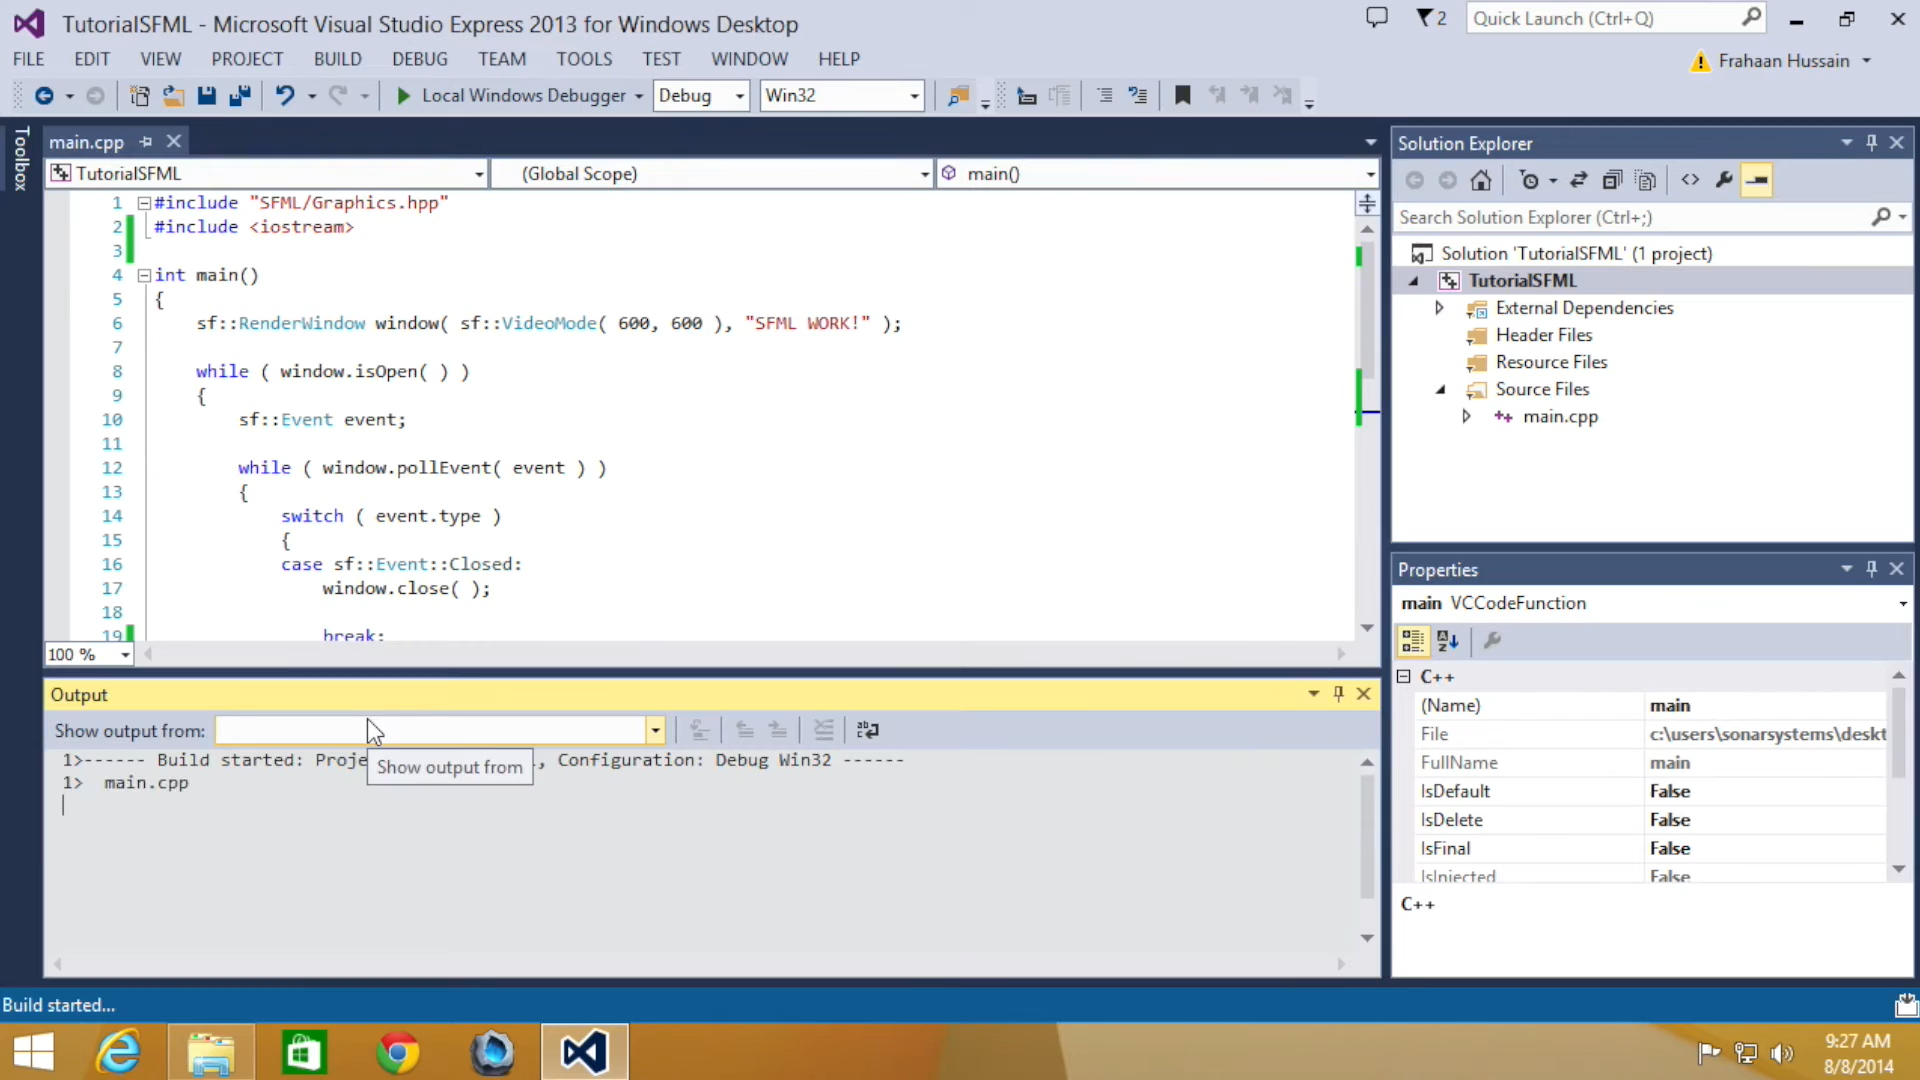 TutorialSFML - Microsoft Visual Studio Express 2013 for Windows Desktop
2
Quick Launch (Ctrl+Q)
FILE EDIT VIEW PROJECT BUILD DEBUG TEAM TOOLS TEST WINDOW HELP
Frahaan Hussain
Local Windows Debugger Debug Win32
Toolbox
main.cpp
TutorialSFML (Global Scope) main()
1 #include "SFML/Graphics.hpp"
2 #include <iostream>
3
4 int main()
5 {
6 sf::RenderWindow window( sf::VideoMode( 600, 600 ), "SFML WORK!" );
7
8 while ( window.isOpen( ) )
9 {
10 sf::Event event;
11
12 while ( window.pollEvent( event ) )
13 {
14 switch ( event.type )
15 {
16 case sf::Event::Closed:
17 window.close( );
18
19 break;
100 %
Output
Show output from:
1>------ Build started: Proje , Configuration: Debug Win32 ------
Show output from
1> main.cpp
Solution Explorer
Search Solution Explorer (Ctrl+;)
Solution 'TutorialSFML' (1 project)
TutorialSFML
External Dependencies
Header Files
Resource Files
Source Files
main.cpp
Properties
main VCCodeFunction
C++
(Name) main
File c:\users\sonarsystems\deskt
FullName main
IsDefault False
IsDelete False
IsFinal False
IsInjected False
C++
Build started...
9:27 AM
8/8/2014